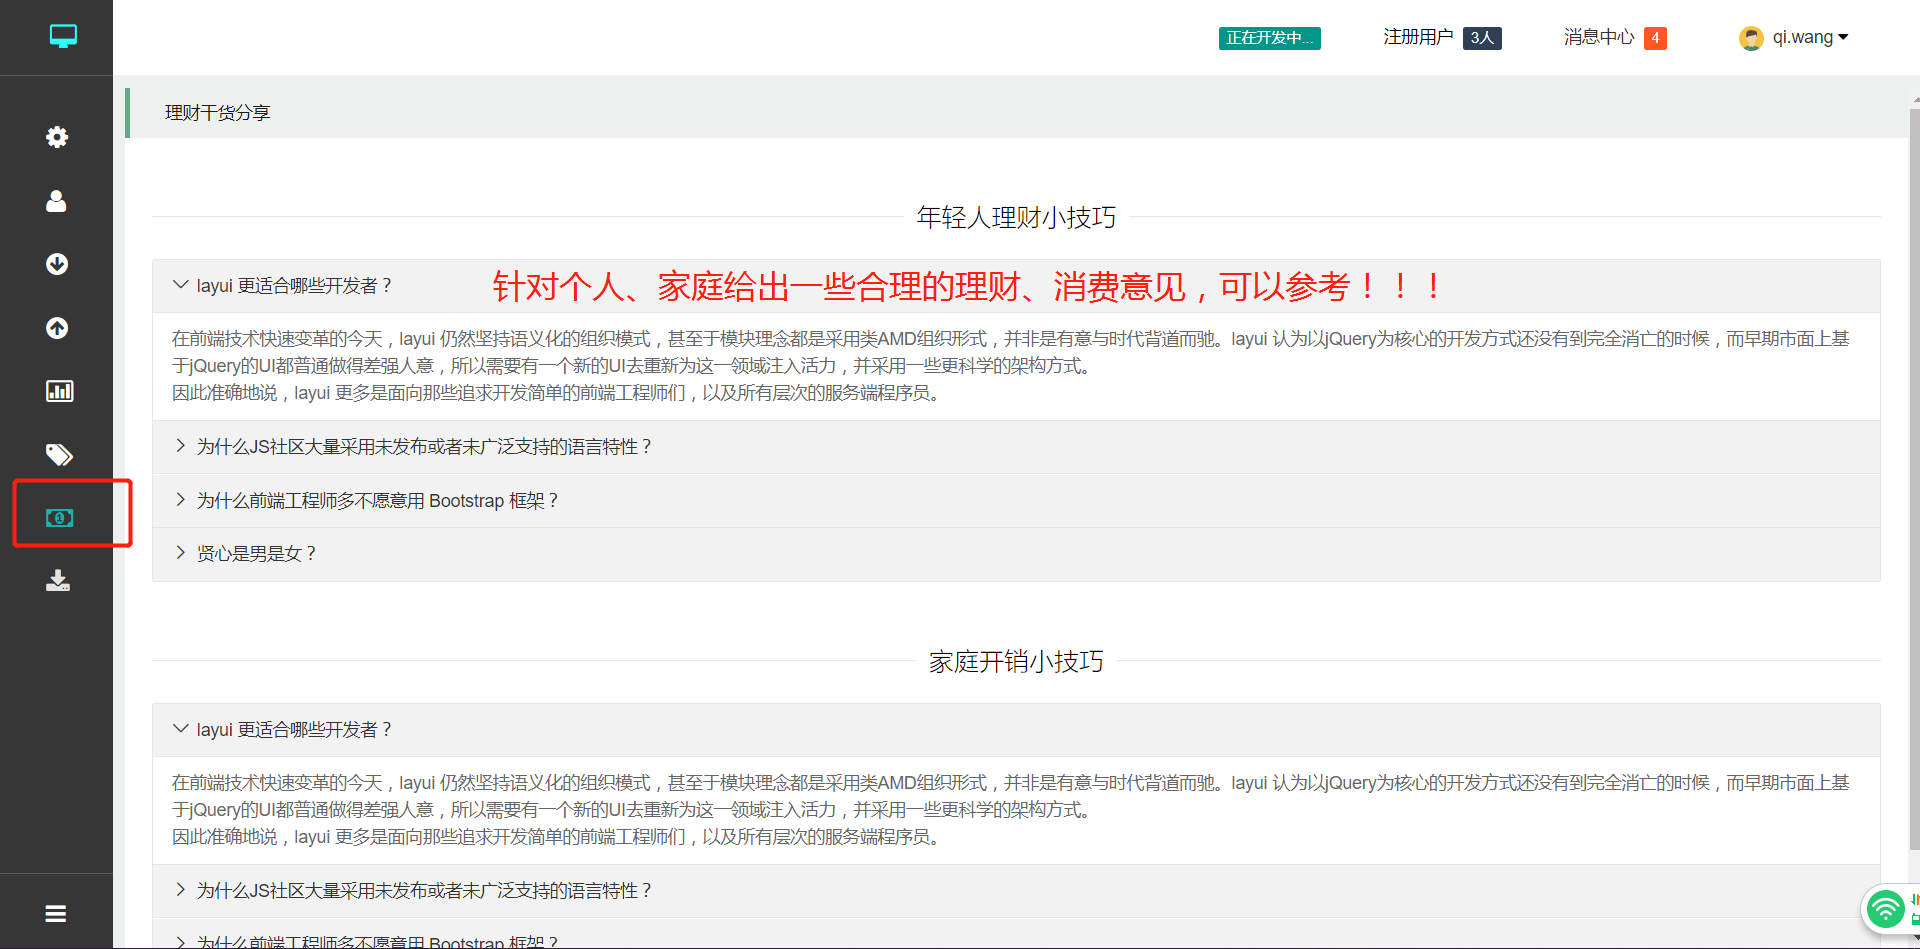 正在开发中...
注册用户 3人
消息中心 4
qi.wang
理财干货分享
年轻人理财小技巧
layui 更适合哪些开发者？
针对个人、家庭给出一些合理的理财、消费意见，可以参考！！！
在前端技术快速变革的今天，layui 仍然坚持语义化的组织模式，甚至于模块理念都是采用类AMD组织形式，并非是有意与时代背道而驰。layui 认为以jQuery为核心的开发方式还没有到完全消亡的时候，而早期市面上基
于jQuery的UI都普通做得差强人意，所以需要有一个新的UI去重新为这一领域注入活力，并采用一些更科学的架构方式。
因此准确地说，layui 更多是面向那些追求开发简单的前端工程师们，以及所有层次的服务端程序员。
为什么JS社区大量采用未发布或者未广泛支持的语言特性？
为什么前端工程师多不愿意用 Bootstrap 框架？
贤心是男是女？
家庭开销小技巧
layui 更适合哪些开发者？
在前端技术快速变革的今天，layui 仍然坚持语义化的组织模式，甚至于模块理念都是采用类AMD组织形式，并非是有意与时代背道而驰。layui 认为以jQuery为核心的开发方式还没有到完全消亡的时候，而早期市面上基
于jQuery的UI都普通做得差强人意，所以需要有一个新的UI去重新为这一领域注入活力，并采用一些更科学的架构方式。
因此准确地说，layui 更多是面向那些追求开发简单的前端工程师们，以及所有层次的服务端程序员。
为什么JS社区大量采用未发布或者未广泛支持的语言特性？
为什么前端工程师多不愿意用 Bootstrap 框架？